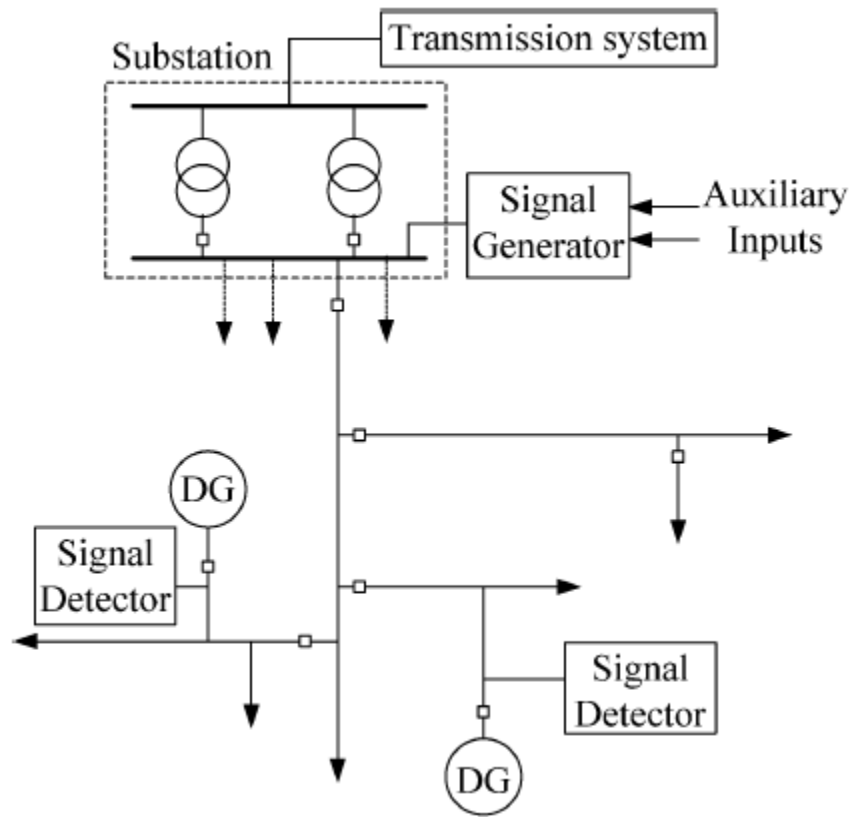 Transmission system
Substation
Signal
Generator
Auxiliary
Inputs
DG
Signal
Detector
Signal
Detector
DG